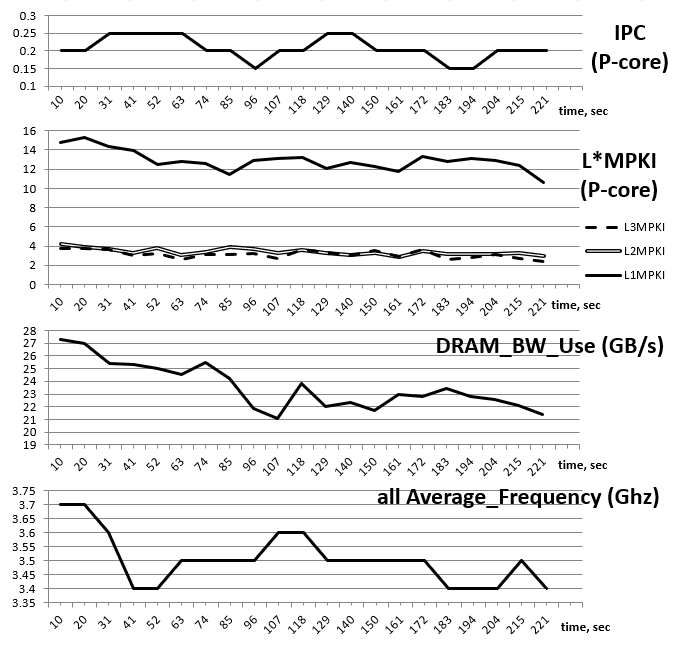 IPC
(P-core)
0.3
0.25
0.2
0.15
0.1
10 20 31 41 52 63 74 85 96 107 118 129 140 150 161 172 183 194 204 215 221
time, sec
L*MPKI
(P-core)
16
14
12
10
8
6
4
2
0
L3MPKI
L2MPKI
L1MPKI
10 20 31 41 52 63 74 85 96 107 118 129 140 150 161 172 183 194 204 215 221
time, sec
DRAM_BW_Use (GB/s)
28
27
26
25
24
23
22
21
20
19
10 20 31 41 52 63 74 85 96 107 118 129 140 150 161 172 183 194 204 215 221
time, sec
all Average_Frequency (Ghz)
3.75
3.7
3.65
3.6
3.55
3.5
3.45
3.4
3.35
10 20 31 41 52 63 74 85 96 107 118 129 140 150 161 172 183 194 204 215 221
time, sec